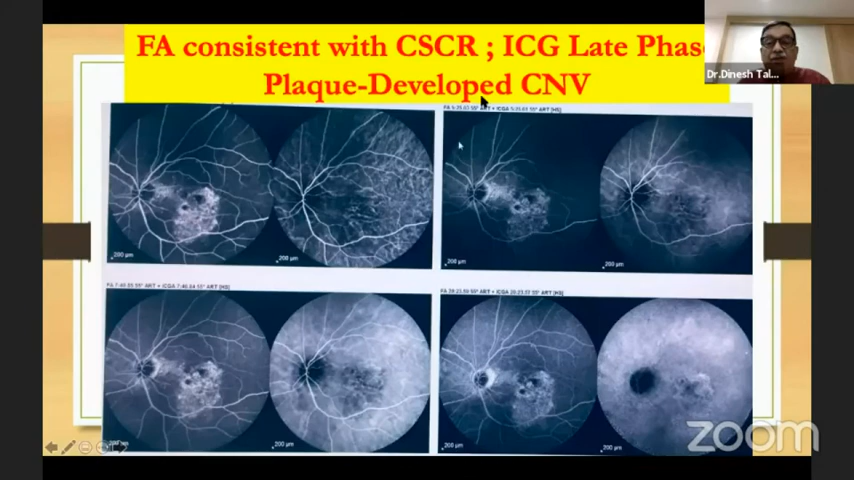 FA consistent with CSCR ; ICG Late Phase
Plaque-Developed CNV
Dr.Dinesh Tal...
200 µm
200 µm
200 µm
200 µm
200 µm
200 µm
200 µm
200 µm
zoom